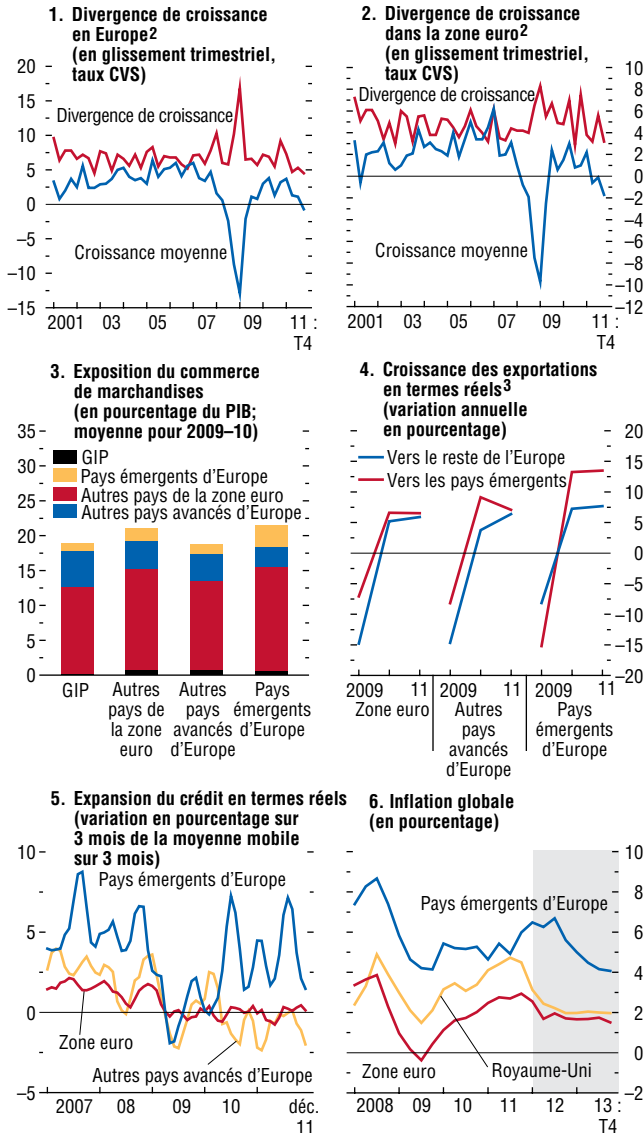 1. Divergence de croissance
en Europe²
(en glissement trimestriel,
taux CVS)
20
15
10
5
0
–5
–10
–15
Divergence de croissance
Croissance moyenne
2001 03 05 07 09 11 :
T4
2. Divergence de croissance
dans la zone euro²
(en glissement trimestriel,
taux CVS)
10
8
6
4
2
0
–2
–4
–6
–8
–10
–12
Divergence de croissance
Croissance moyenne
2001 03 05 07 09 11 :
T4
3. Exposition du commerce
de marchandises
(en pourcentage du PIB;
moyenne pour 2009–10)
35
30
25
20
15
10
5
0
GIP
Pays émergents d'Europe
Autres pays de la zone euro
Autres pays avancés d'Europe
GIP
Autres
pays de
la zone
euro
Autres
pays
avancés
d'Europe
Pays
émergents
d'Europe
4. Croissance des exportations
en termes réels³
(variation annuelle
en pourcentage)
20
15
10
5
0
–5
–10
–15
–20
Vers le reste de l'Europe
Vers les pays émergents
2009 11
Zone euro
2009 11
Autres
pays
avancés
d'Europe
2009 11
Pays
émergents
d'Europe
5. Expansion du crédit en termes réels
(variation en pourcentage sur
3 mois de la moyenne mobile
sur 3 mois)
10
5
0
–5
Pays émergents d'Europe
Zone euro
Autres pays avancés d'Europe
2007 08 09 10 déc.
11
6. Inflation globale
(en pourcentage)
10
8
6
4
2
0
–2
Pays émergents d'Europe
Zone euro
Royaume-Uni
2008 09 10 11 12 13 :
T4